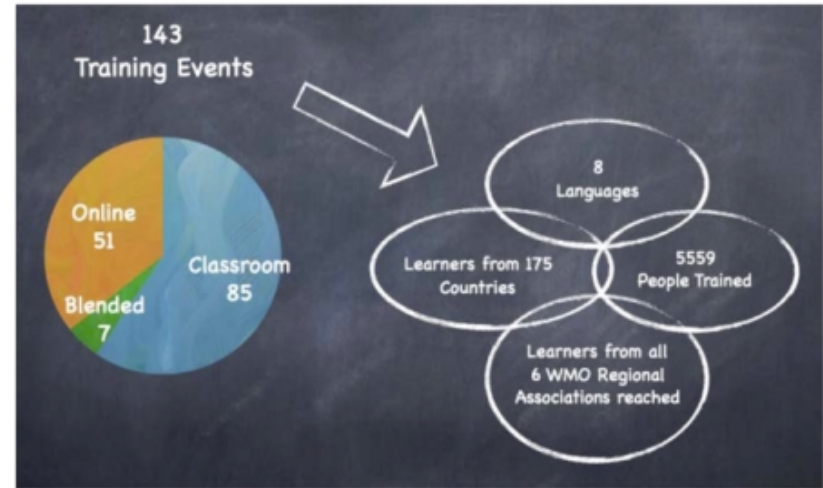 143
Training Events
Online
51
Classroom
85
Blended
7
8
Languages
Learners from 175
Countries
5559
People Trained
Learners from all
6 WMO Regional
Associations reached